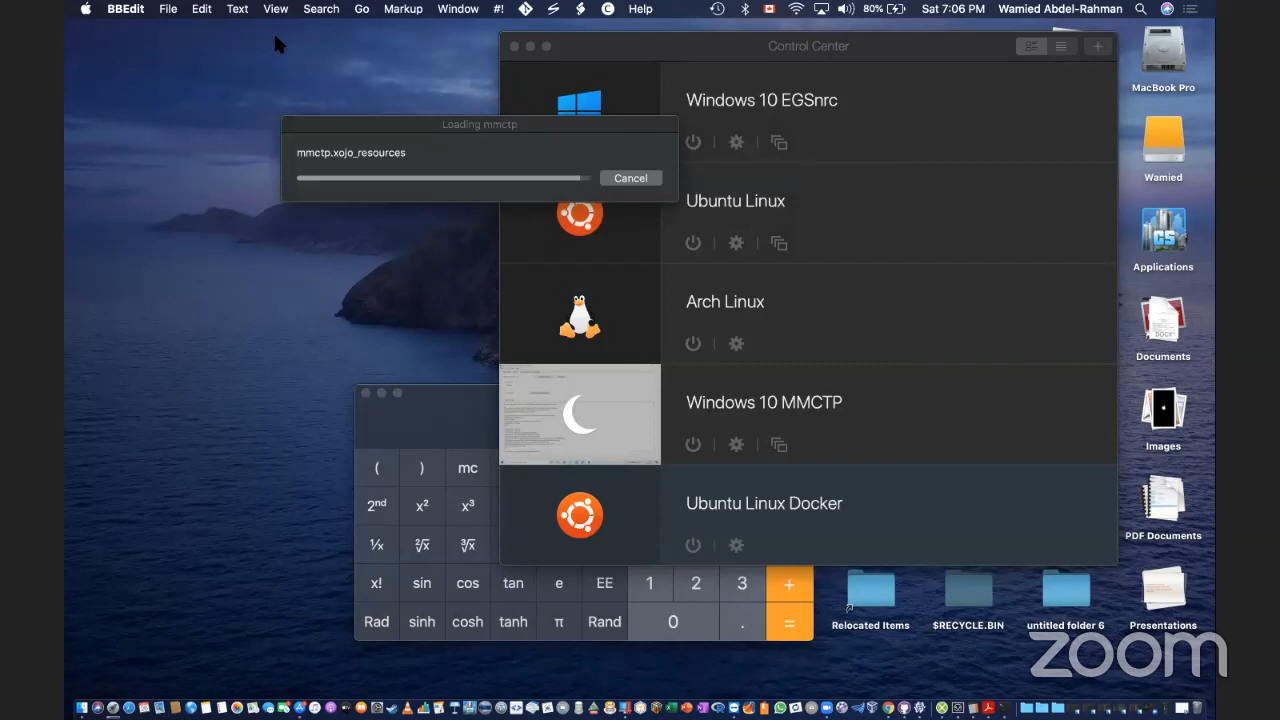 BBEdit File Edit Text View Search Go Markup Window #! Help 80% Sat 7:06 PM Wamied Abdel-Rahman
Control Center
MacBook Pro
Windows 10 EGSnrc
Loading mmctp
mmctp.xojo_resources
Cancel
Wamied
Ubuntu Linux
CS
Applications
Arch Linux
DOCX
Documents
Windows 10 MMCTP
Images
( ) mc
Ubuntu Linux Docker
2nd x² x³
PDF Documents
1/x 2√x 3√x
x! sin cos tan e EE 1 2 3 +
Rad sinh cosh tanh π Rand 0 . =
Relocated Items $RECYCLE.BIN untitled folder 6 Presentations
zoom